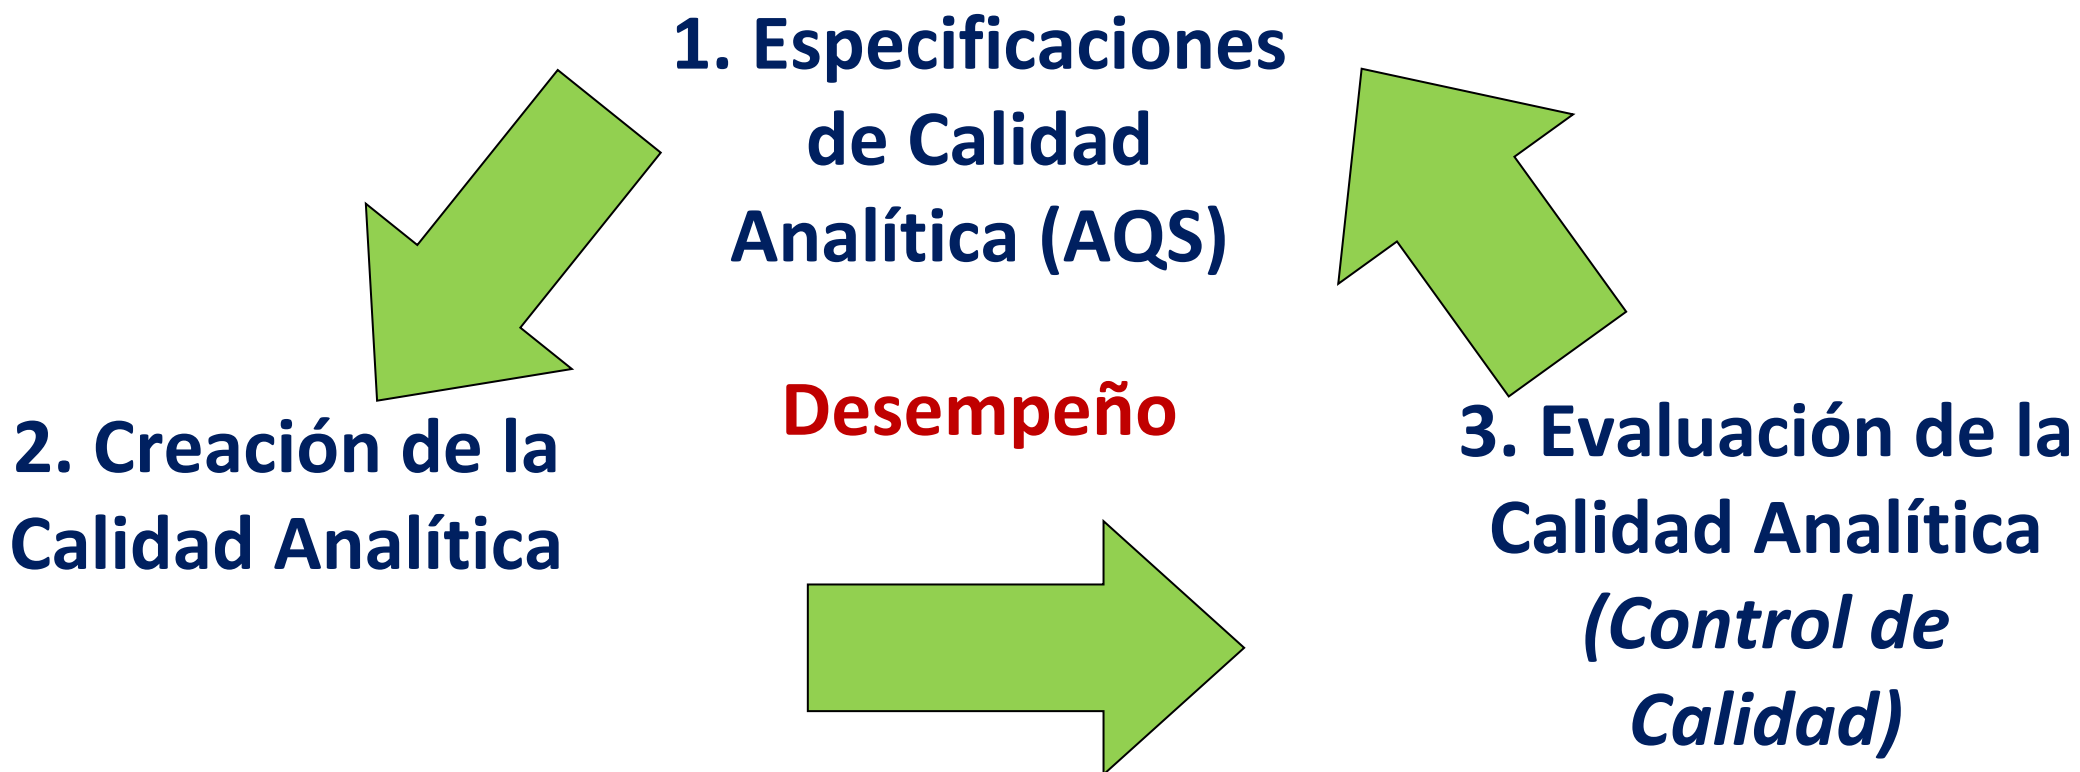 1. Especificaciones
de Calidad
Analítica (AQS)
Desempeño
2. Creación de la
Calidad Analítica
3. Evaluación de la
Calidad Analítica
(Control de
Calidad)